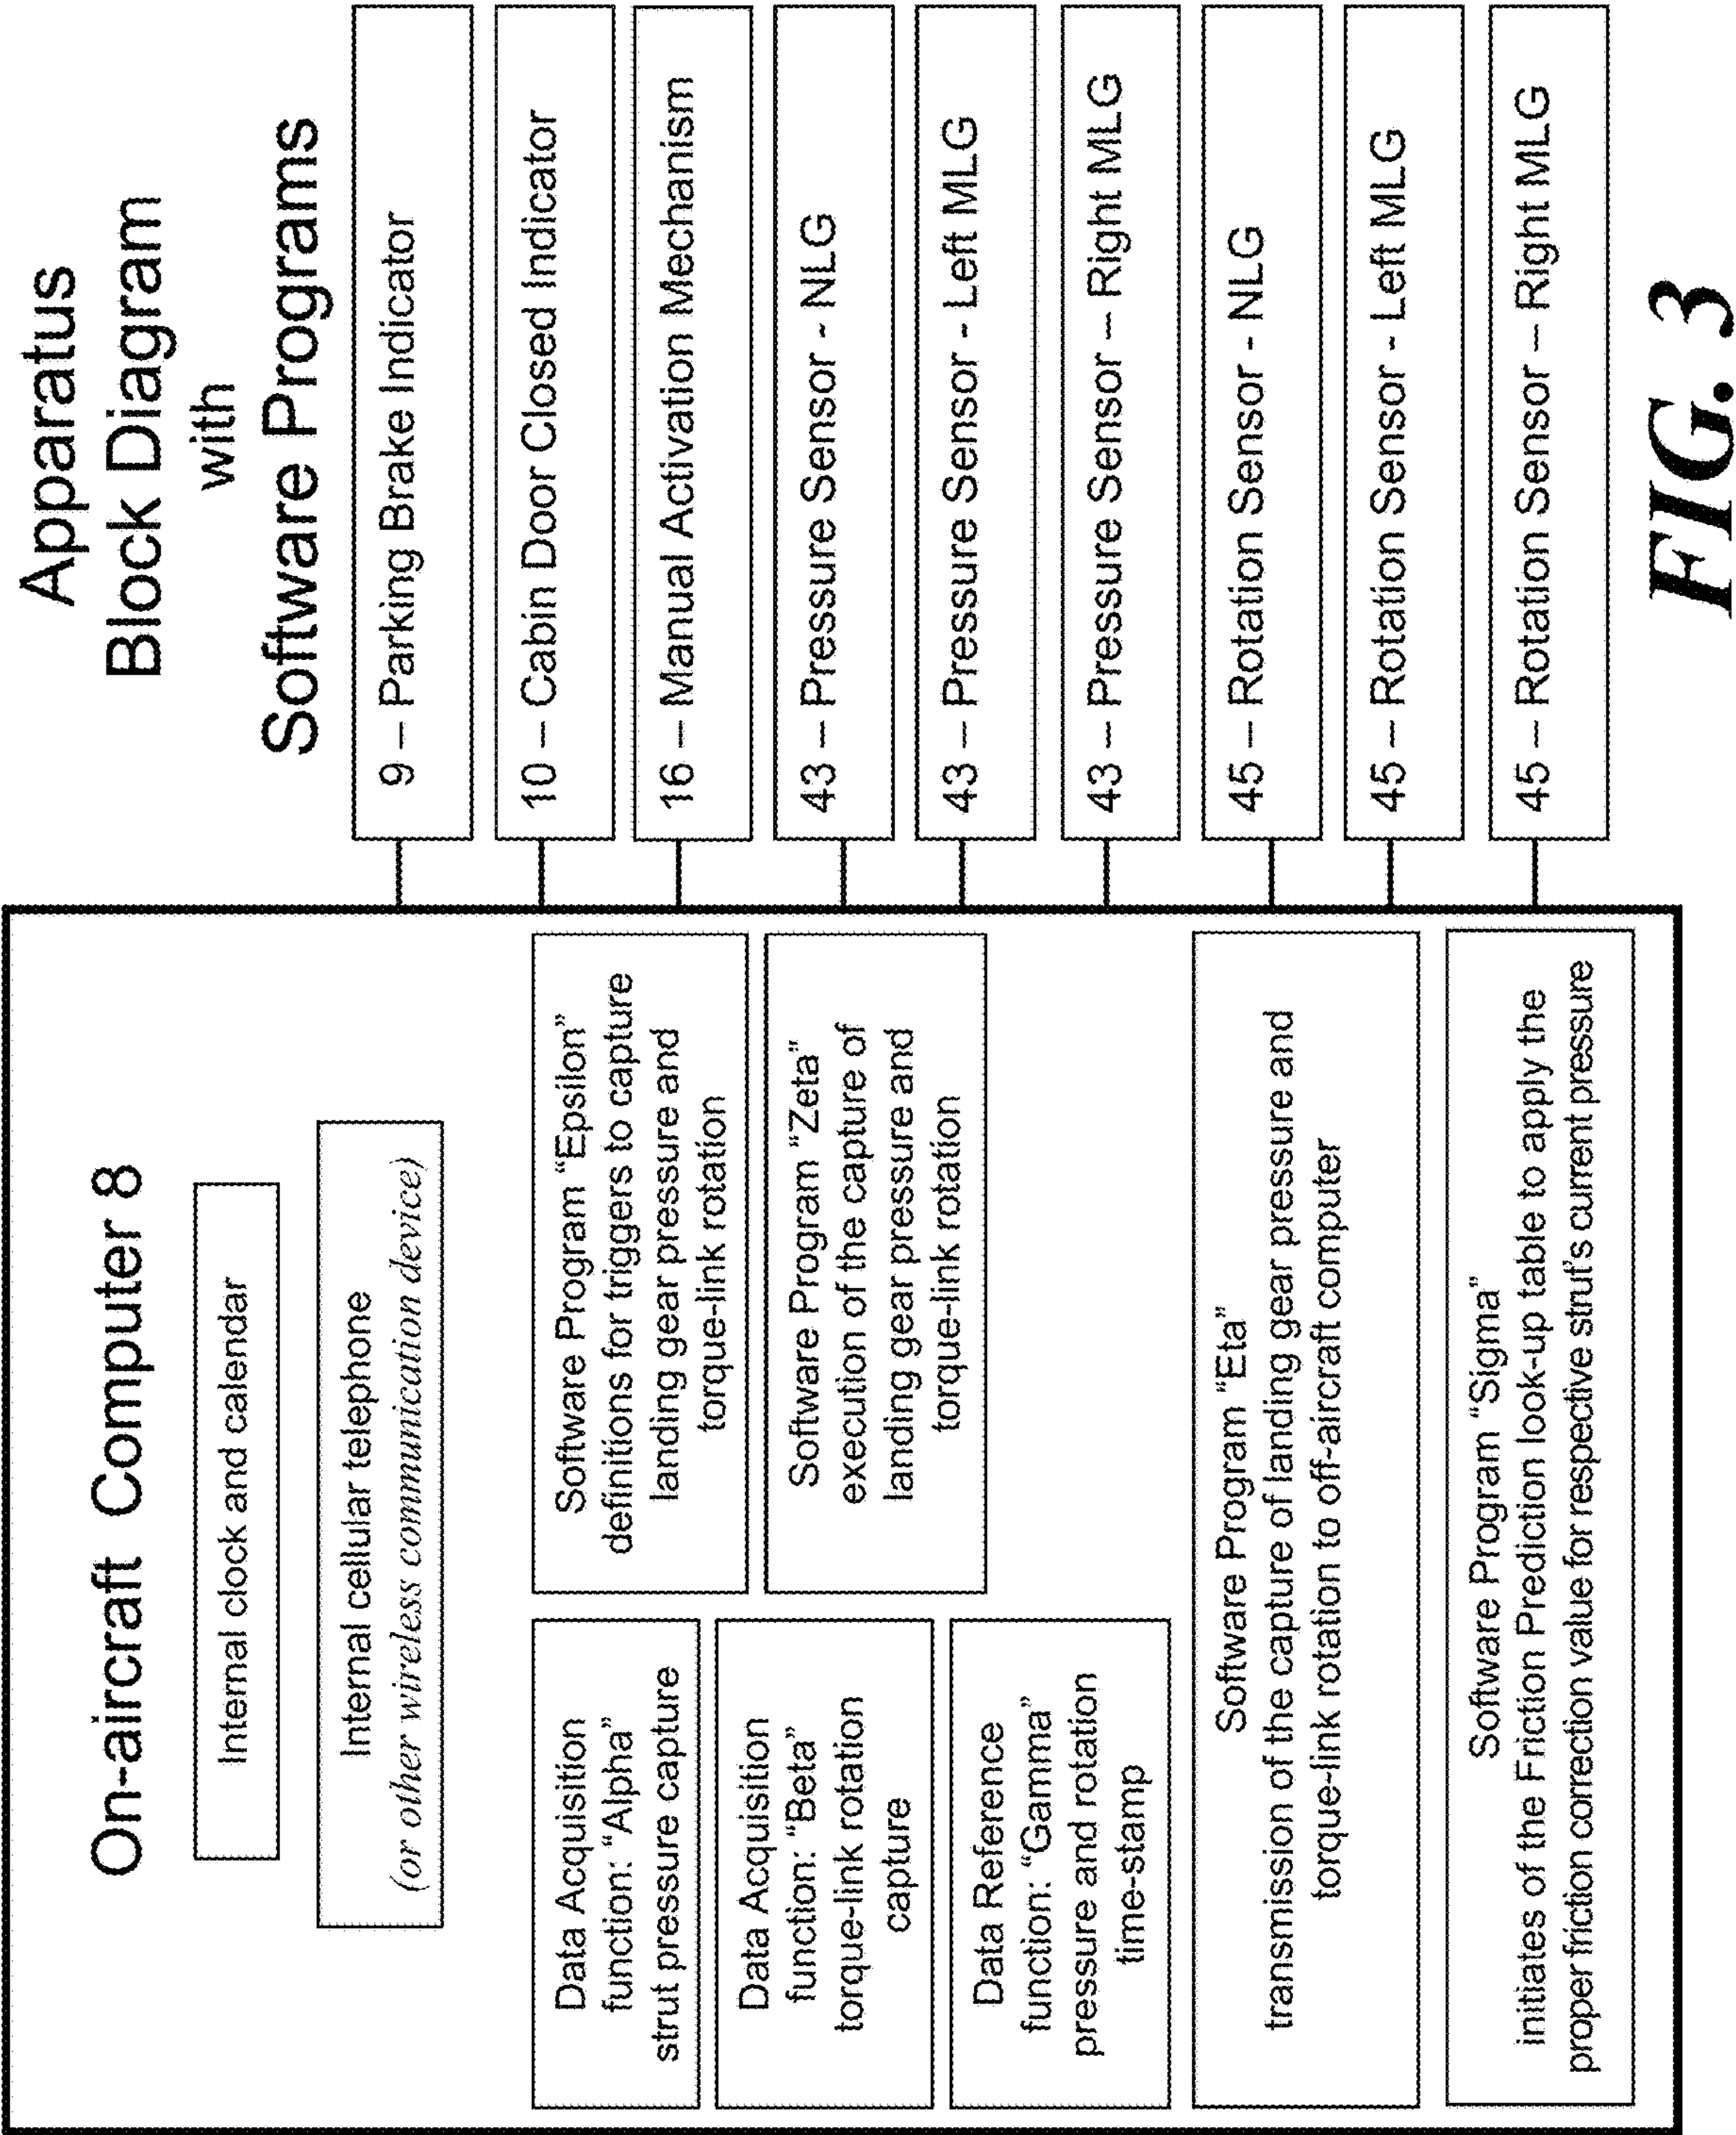 On-aircraft Computer 8
Internal clock and calendar
Internal cellular telephone
(or other wireless communication device)
Data Acquisition
function: “Alpha”
strut pressure capture
Data Acquisition
function: “Beta”
torque-link rotation
capture
Data Reference
function: “Gamma”
pressure and rotation
time-stamp
Software Program “Epsilon”
definitions for triggers to capture
landing gear pressure and
torque-link rotation
Software Program “Zeta”
execution of the capture of
landing gear pressure and
torque-link rotation
Software Program “Eta”
transmission of the capture of landing gear pressure and
torque-link rotation to off-aircraft computer
Software Program “Sigma”
initiates of the Friction Prediction look-up table to apply the
proper friction correction value for respective strut's current pressure
Apparatus
Block Diagram
with
Software Programs
9 – Parking Brake Indicator
10 – Cabin Door Closed Indicator
16 – Manual Activation Mechanism
43 – Pressure Sensor - NLG
43 – Pressure Sensor - Left MLG
43 – Pressure Sensor – Right MLG
45 – Rotation Sensor - NLG
45 – Rotation Sensor - Left MLG
45 – Rotation Sensor – Right MLG
FIG. 3